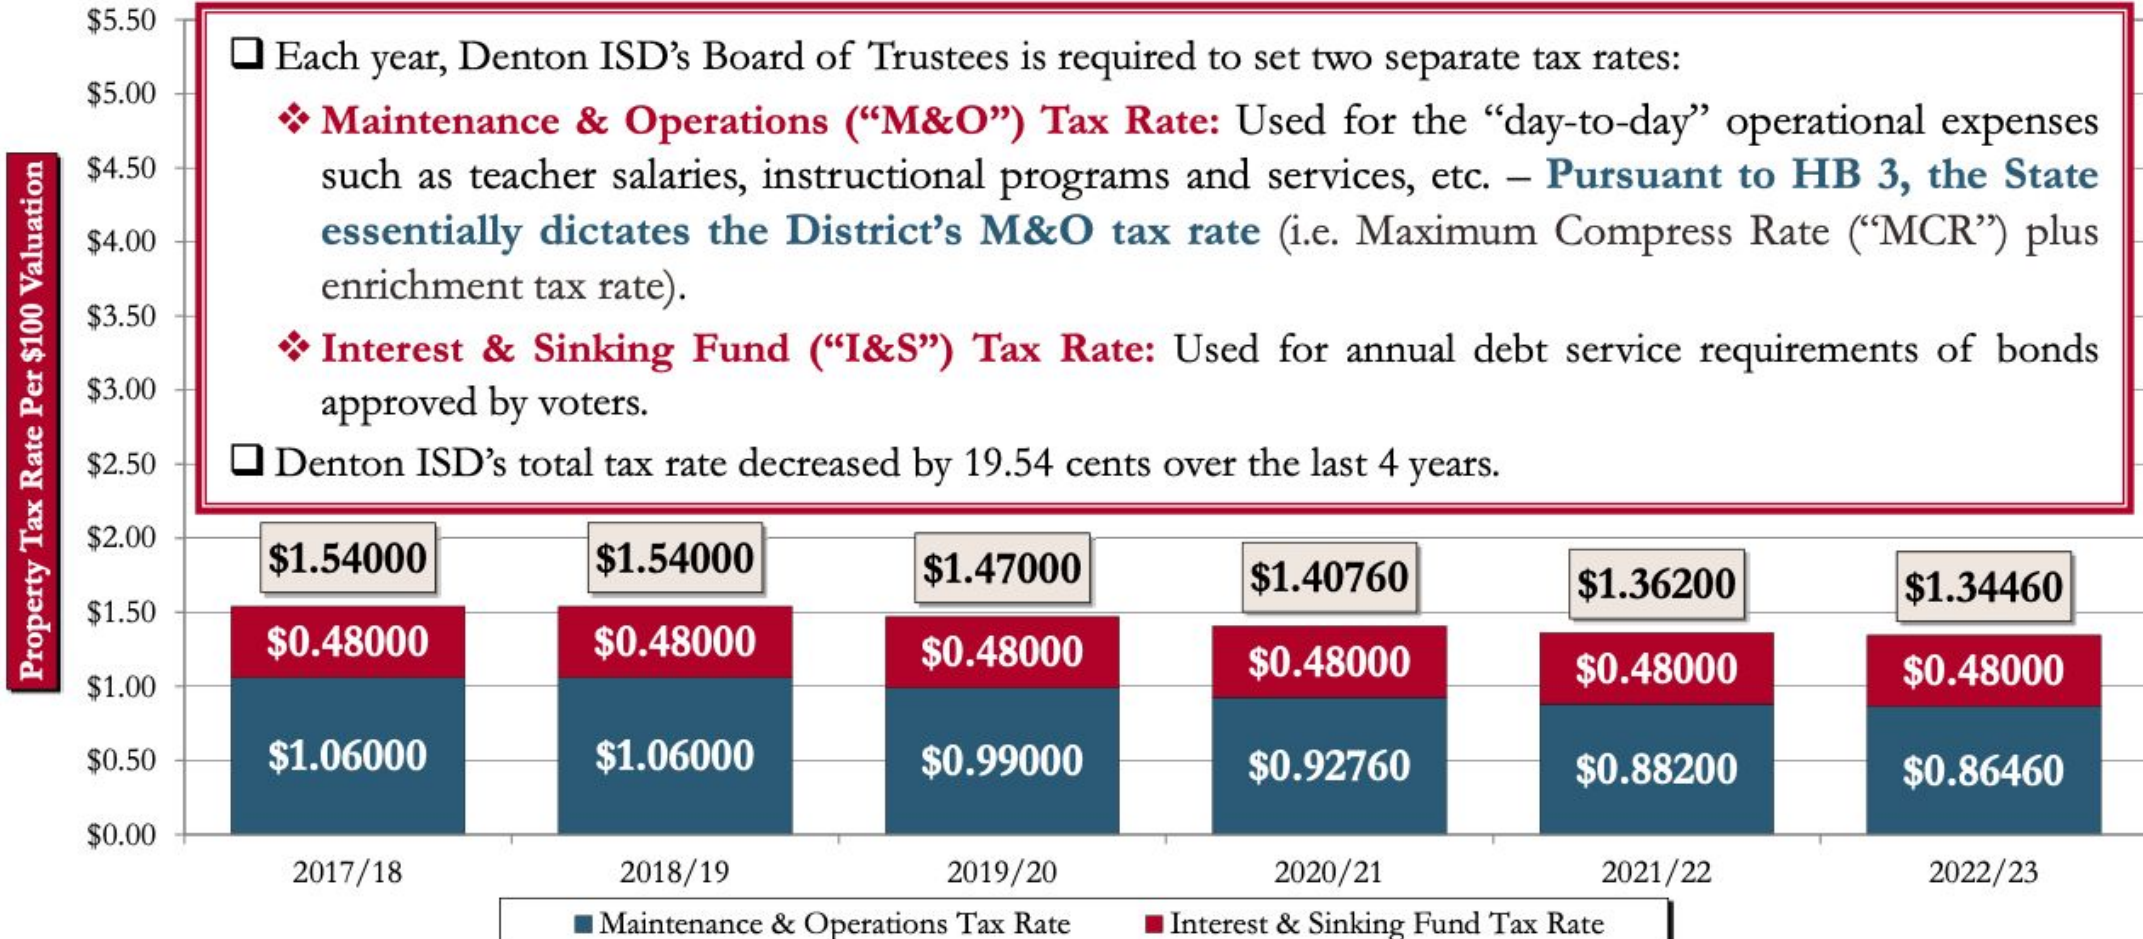 $5.50
$5.00
$4.50
$4.00
$3.50
$3.00
$2.50
$2.00
$1.50
$1.00
$0.50
$0.00
Property Tax Rate Per $100 Valuation
Each year, Denton ISD's Board of Trustees is required to set two separate tax rates:
Maintenance & Operations (“M&O”) Tax Rate: Used for the “day-to-day” operational expenses
such as teacher salaries, instructional programs and services, etc. – Pursuant to HB 3, the State
essentially dictates the District's M&O tax rate (i.e. Maximum Compress Rate (“MCR”) plus
enrichment tax rate).
Interest & Sinking Fund (“I&S”) Tax Rate: Used for annual debt service requirements of bonds
approved by voters.
Denton ISD's total tax rate decreased by 19.54 cents over the last 4 years.
$1.54000 $1.54000 $1.47000 $1.40760 $1.36200 $1.34460
$0.48000 $0.48000 $0.48000 $0.48000 $0.48000 $0.48000
$1.06000 $1.06000 $0.99000 $0.92760 $0.88200 $0.86460
2017/18 2018/19 2019/20 2020/21 2021/22 2022/23
Maintenance & Operations Tax Rate Interest & Sinking Fund Tax Rate